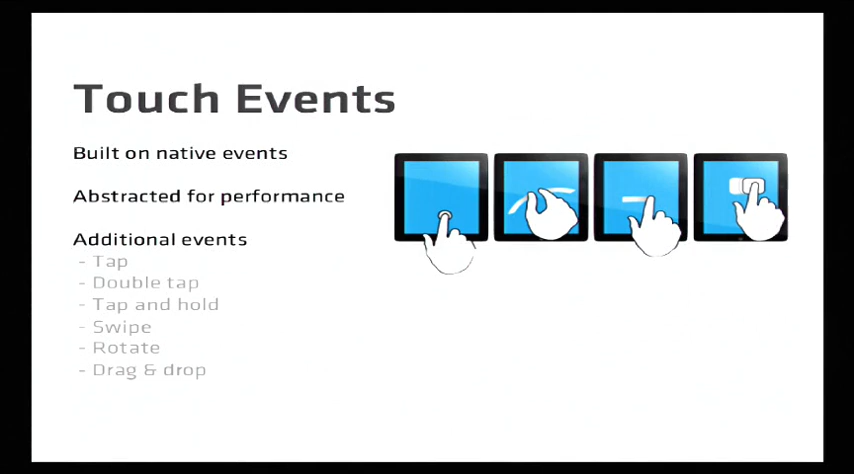 Touch Events
Built on native events
Abstracted for performance
Additional events
- Tap
- Double tap
- Tap and hold
- Swipe
- Rotate
- Drag & drop